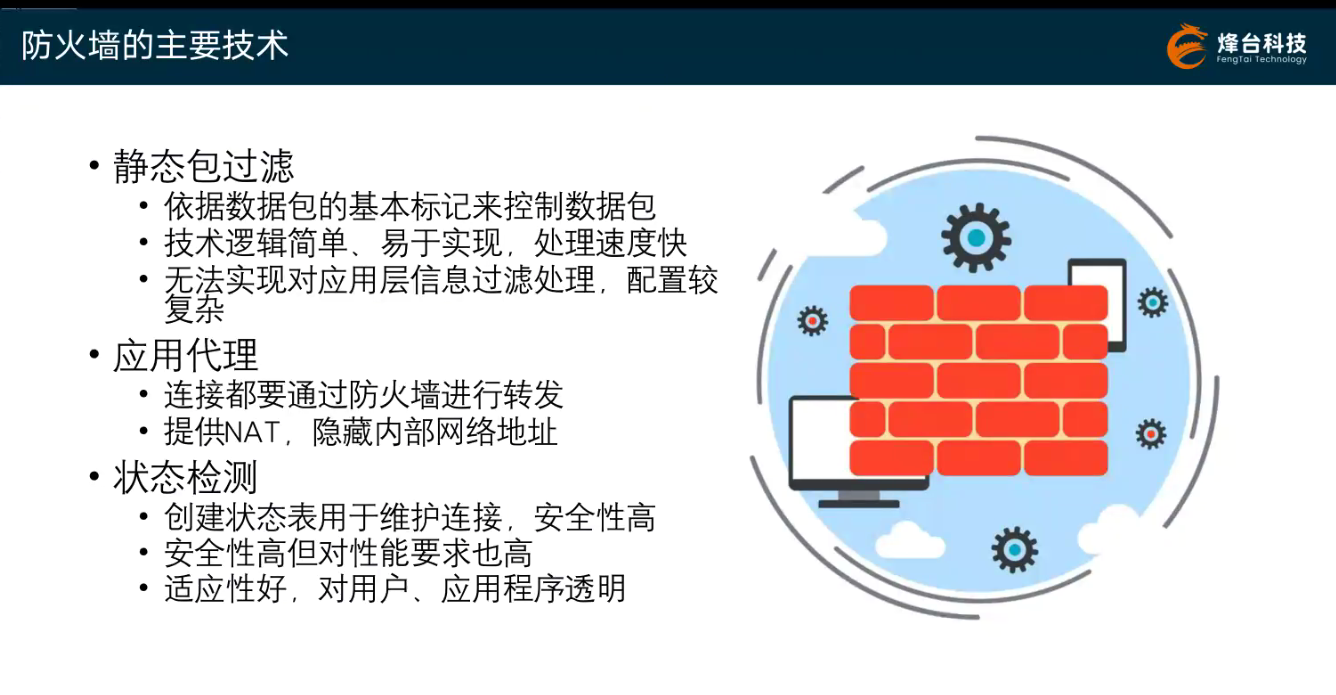 防火墙的主要技术
烽台科技
FengTai Technology
• 静态包过滤
• 依据数据包的基本标记来控制数据包
• 技术逻辑简单、易于实现，处理速度快
• 无法实现对应用层信息过滤处理，配置较
复杂
• 应用代理
• 连接都要通过防火墙进行转发
• 提供NAT，隐藏内部网络地址
• 状态检测
• 创建状态表用于维护连接，安全性高
• 安全性高但对性能要求也高
• 适应性好，对用户、应用程序透明